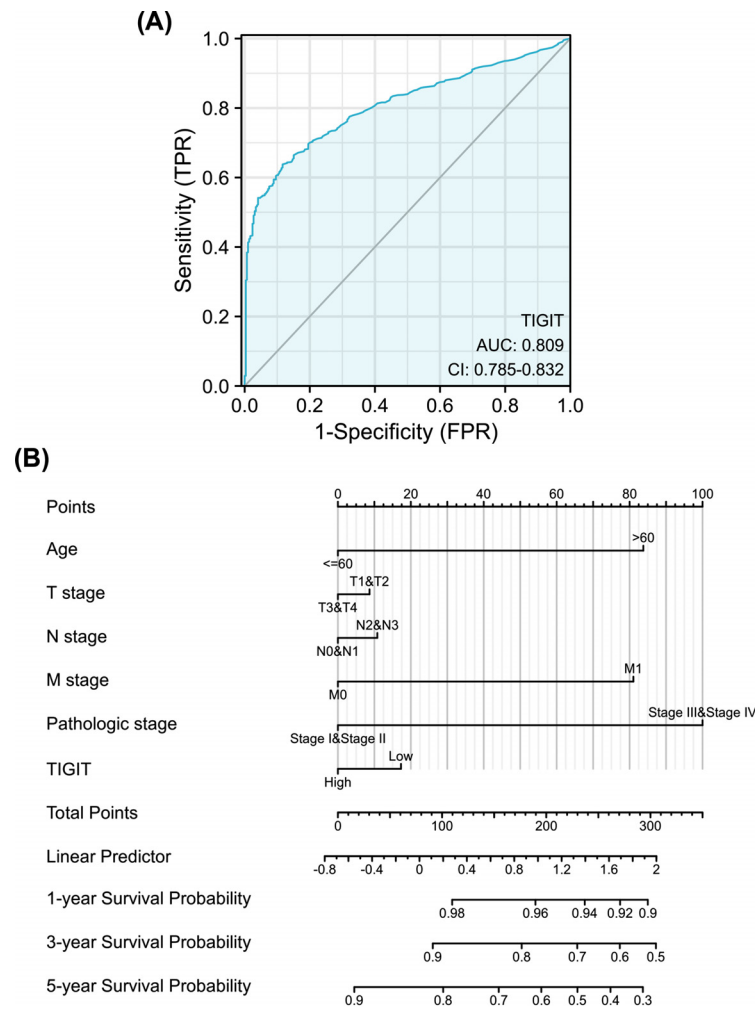 (A)
1.0
0.8
0.6
0.4
0.2
0.0
Sensitivity (TPR)
TIGIT
AUC: 0.809
CI: 0.785-0.832
0.0 0.2 0.4 0.6 0.8 1.0
1-Specificity (FPR)
(B)
Points
0 20 40 60 80 100
Age
>60
<=60
T stage
T1&T2
T3&T4
N stage
N2&N3
N0&N1
M stage
M1
M0
Pathologic stage
Stage III&Stage IV
Stage I&Stage II
TIGIT
Low
High
Total Points
0 100 200 300
Linear Predictor
-0.8 -0.4 0 0.4 0.8 1.2 1.6 2
1-year Survival Probability
0.98 0.96 0.94 0.92 0.9
3-year Survival Probability
0.9 0.8 0.7 0.6 0.5
5-year Survival Probability
0.9 0.8 0.7 0.6 0.5 0.4 0.3